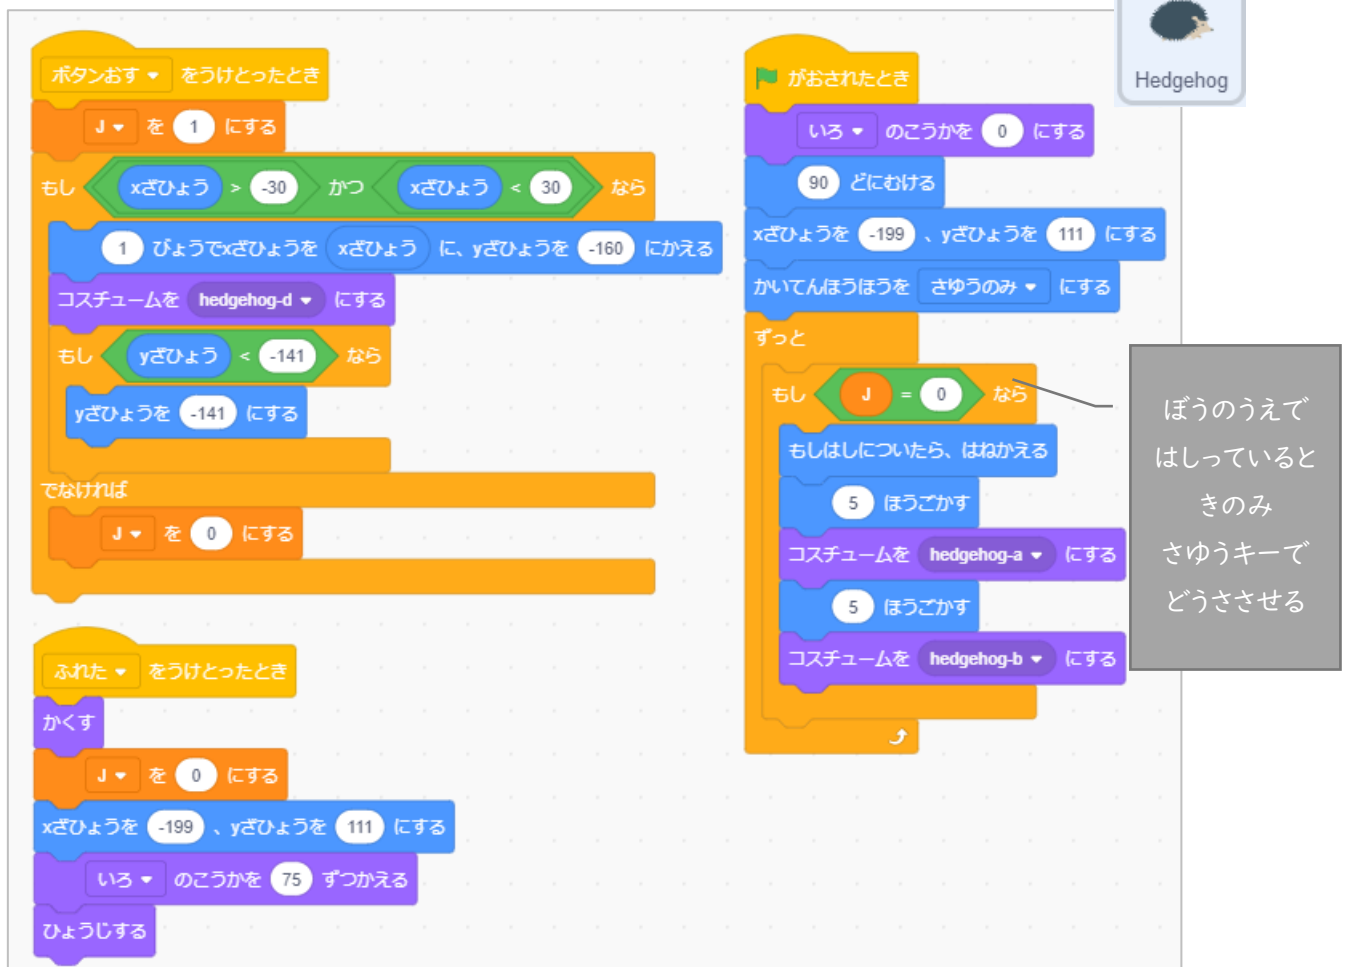 ボタンおす をうけとったとき
J を 1 にする
もし xざひょう > -30 かつ xざひょう < 30 なら
1 びょうでxざひょうを xざひょう に、yざひょうを -160 にかえる
コスチュームを hedgehog-d にする
もし yざひょう < -141 なら
yざひょうを -141 にする
でなければ
J を 0 にする
ふれた をうけとったとき
かくす
J を 0 にする
xざひょうを -199 、yざひょうを 111 にする
いろ のこうかを 75 ずつかえる
ひょうじする
がおされたとき
いろ のこうかを 0 にする
90 どにむける
xざひょうを -199 、yざひょうを 111 にする
かいてんほうほうを さゆうのみ にする
ずっと
もし J = 0 なら
もしはしについたら、はねかえる
5 ほうごかす
コスチュームを hedgehog-a にする
5 ほうごかす
コスチュームを hedgehog-b にする
Hedgehog
ぼうのうえで
はしっていると
きのみ
さゆうキーで
どうささせる